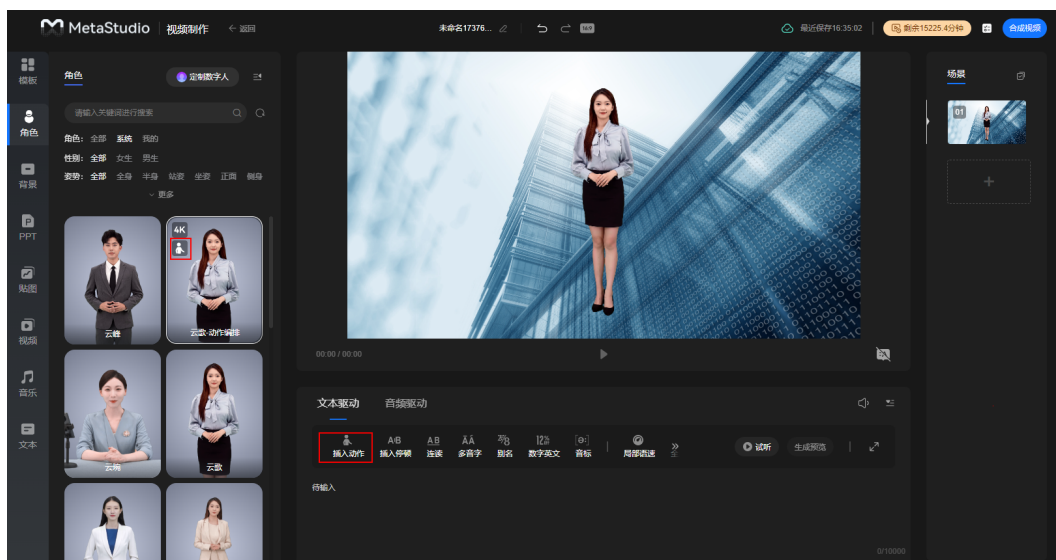 MetaStudio 视频制作 返回
未命名17376...
16:9
最近保存16:35:02
剩余15225.4分钟
合成视频
模板
角色
背景
PPT
贴图
视频
音乐
文本
角色
定制数字人
请输入关键词进行搜索
角色: 全部 系统 我的
性别: 全部 女生 男生
姿势: 全部 全身 半身 站姿 坐姿 正面 侧身
更多
云峰
4K
云歌-动作编排
云婉
云歌
00:00 / 00:00
文本驱动 音频驱动
插入动作
插入停顿
连读
多音字
别名
数字英文
音标
局部语速
试听
生成预览
待输入
0/10000
场景
01